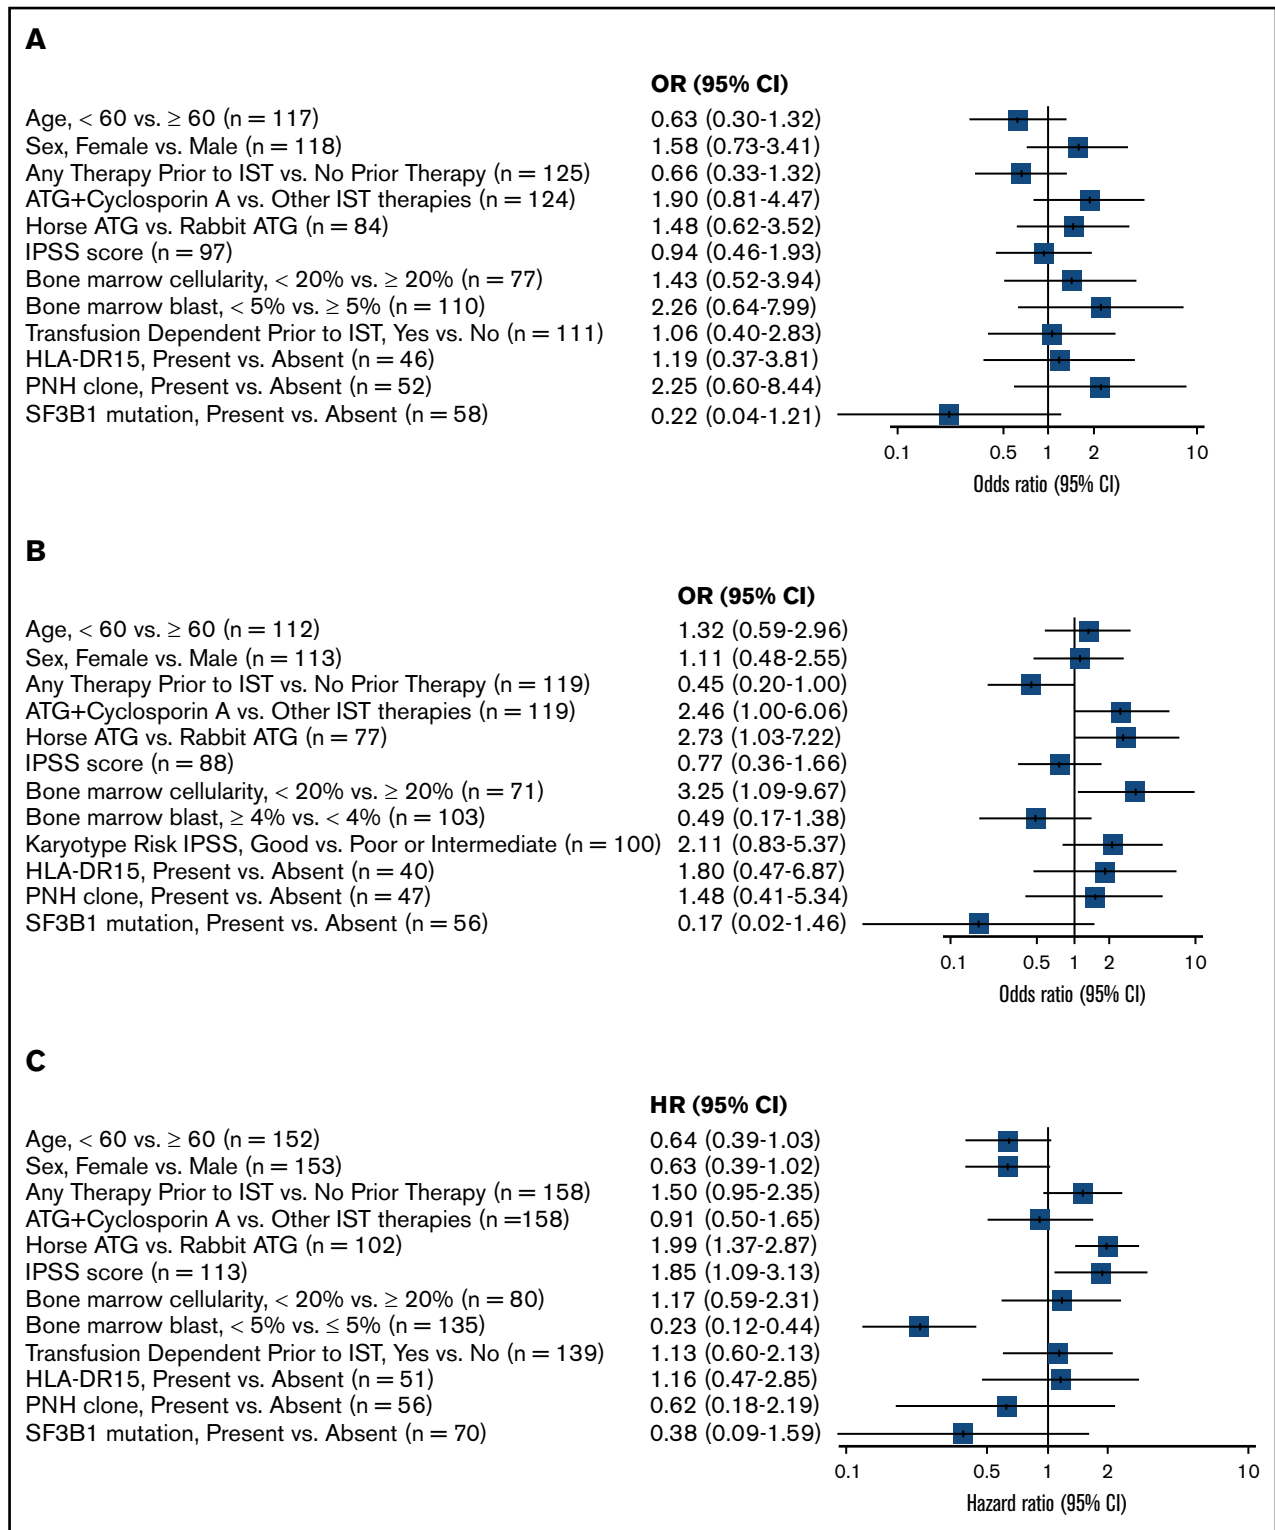 A
OR (95% CI)
Age, < 60 vs. ≥ 60 (n = 117) 0.63 (0.30-1.32)
Sex, Female vs. Male (n = 118) 1.58 (0.73-3.41)
Any Therapy Prior to IST vs. No Prior Therapy (n = 125) 0.66 (0.33-1.32)
ATG+Cyclosporin A vs. Other IST therapies (n = 124) 1.90 (0.81-4.47)
Horse ATG vs. Rabbit ATG (n = 84) 1.48 (0.62-3.52)
IPSS score (n = 97) 0.94 (0.46-1.93)
Bone marrow cellularity, < 20% vs. ≥ 20% (n = 77) 1.43 (0.52-3.94)
Bone marrow blast, < 5% vs. ≥ 5% (n = 110) 2.26 (0.64-7.99)
Transfusion Dependent Prior to IST, Yes vs. No (n = 111) 1.06 (0.40-2.83)
HLA-DR15, Present vs. Absent (n = 46) 1.19 (0.37-3.81)
PNH clone, Present vs. Absent (n = 52) 2.25 (0.60-8.44)
SF3B1 mutation, Present vs. Absent (n = 58) 0.22 (0.04-1.21)
0.1 0.5 1 2 10
Odds ratio (95% CI)
B
OR (95% CI)
Age, < 60 vs. ≥ 60 (n = 112) 1.32 (0.59-2.96)
Sex, Female vs. Male (n = 113) 1.11 (0.48-2.55)
Any Therapy Prior to IST vs. No Prior Therapy (n = 119) 0.45 (0.20-1.00)
ATG+Cyclosporin A vs. Other IST therapies (n = 119) 2.46 (1.00-6.06)
Horse ATG vs. Rabbit ATG (n = 77) 2.73 (1.03-7.22)
IPSS score (n = 88) 0.77 (0.36-1.66)
Bone marrow cellularity, < 20% vs. ≥ 20% (n = 71) 3.25 (1.09-9.67)
Bone marrow blast, ≥ 4% vs. < 4% (n = 103) 0.49 (0.17-1.38)
Karyotype Risk IPSS, Good vs. Poor or Intermediate (n = 100) 2.11 (0.83-5.37)
HLA-DR15, Present vs. Absent (n = 40) 1.80 (0.47-6.87)
PNH clone, Present vs. Absent (n = 47) 1.48 (0.41-5.34)
SF3B1 mutation, Present vs. Absent (n = 56) 0.17 (0.02-1.46)
0.1 0.5 1 2 10
Odds ratio (95% CI)
C
HR (95% CI)
Age, < 60 vs. ≥ 60 (n = 152) 0.64 (0.39-1.03)
Sex, Female vs. Male (n = 153) 0.63 (0.39-1.02)
Any Therapy Prior to IST vs. No Prior Therapy (n = 158) 1.50 (0.95-2.35)
ATG+Cyclosporin A vs. Other IST therapies (n =158) 0.91 (0.50-1.65)
Horse ATG vs. Rabbit ATG (n = 102) 1.99 (1.37-2.87)
IPSS score (n = 113) 1.85 (1.09-3.13)
Bone marrow cellularity, < 20% vs. ≥ 20% (n = 80) 1.17 (0.59-2.31)
Bone marrow blast, < 5% vs. ≤ 5% (n = 135) 0.23 (0.12-0.44)
Transfusion Dependent Prior to IST, Yes vs. No (n = 139) 1.13 (0.60-2.13)
HLA-DR15, Present vs. Absent (n = 51) 1.16 (0.47-2.85)
PNH clone, Present vs. Absent (n = 56) 0.62 (0.18-2.19)
SF3B1 mutation, Present vs. Absent (n = 70) 0.38 (0.09-1.59)
0.1 0.5 1 2 10
Hazard ratio (95% CI)